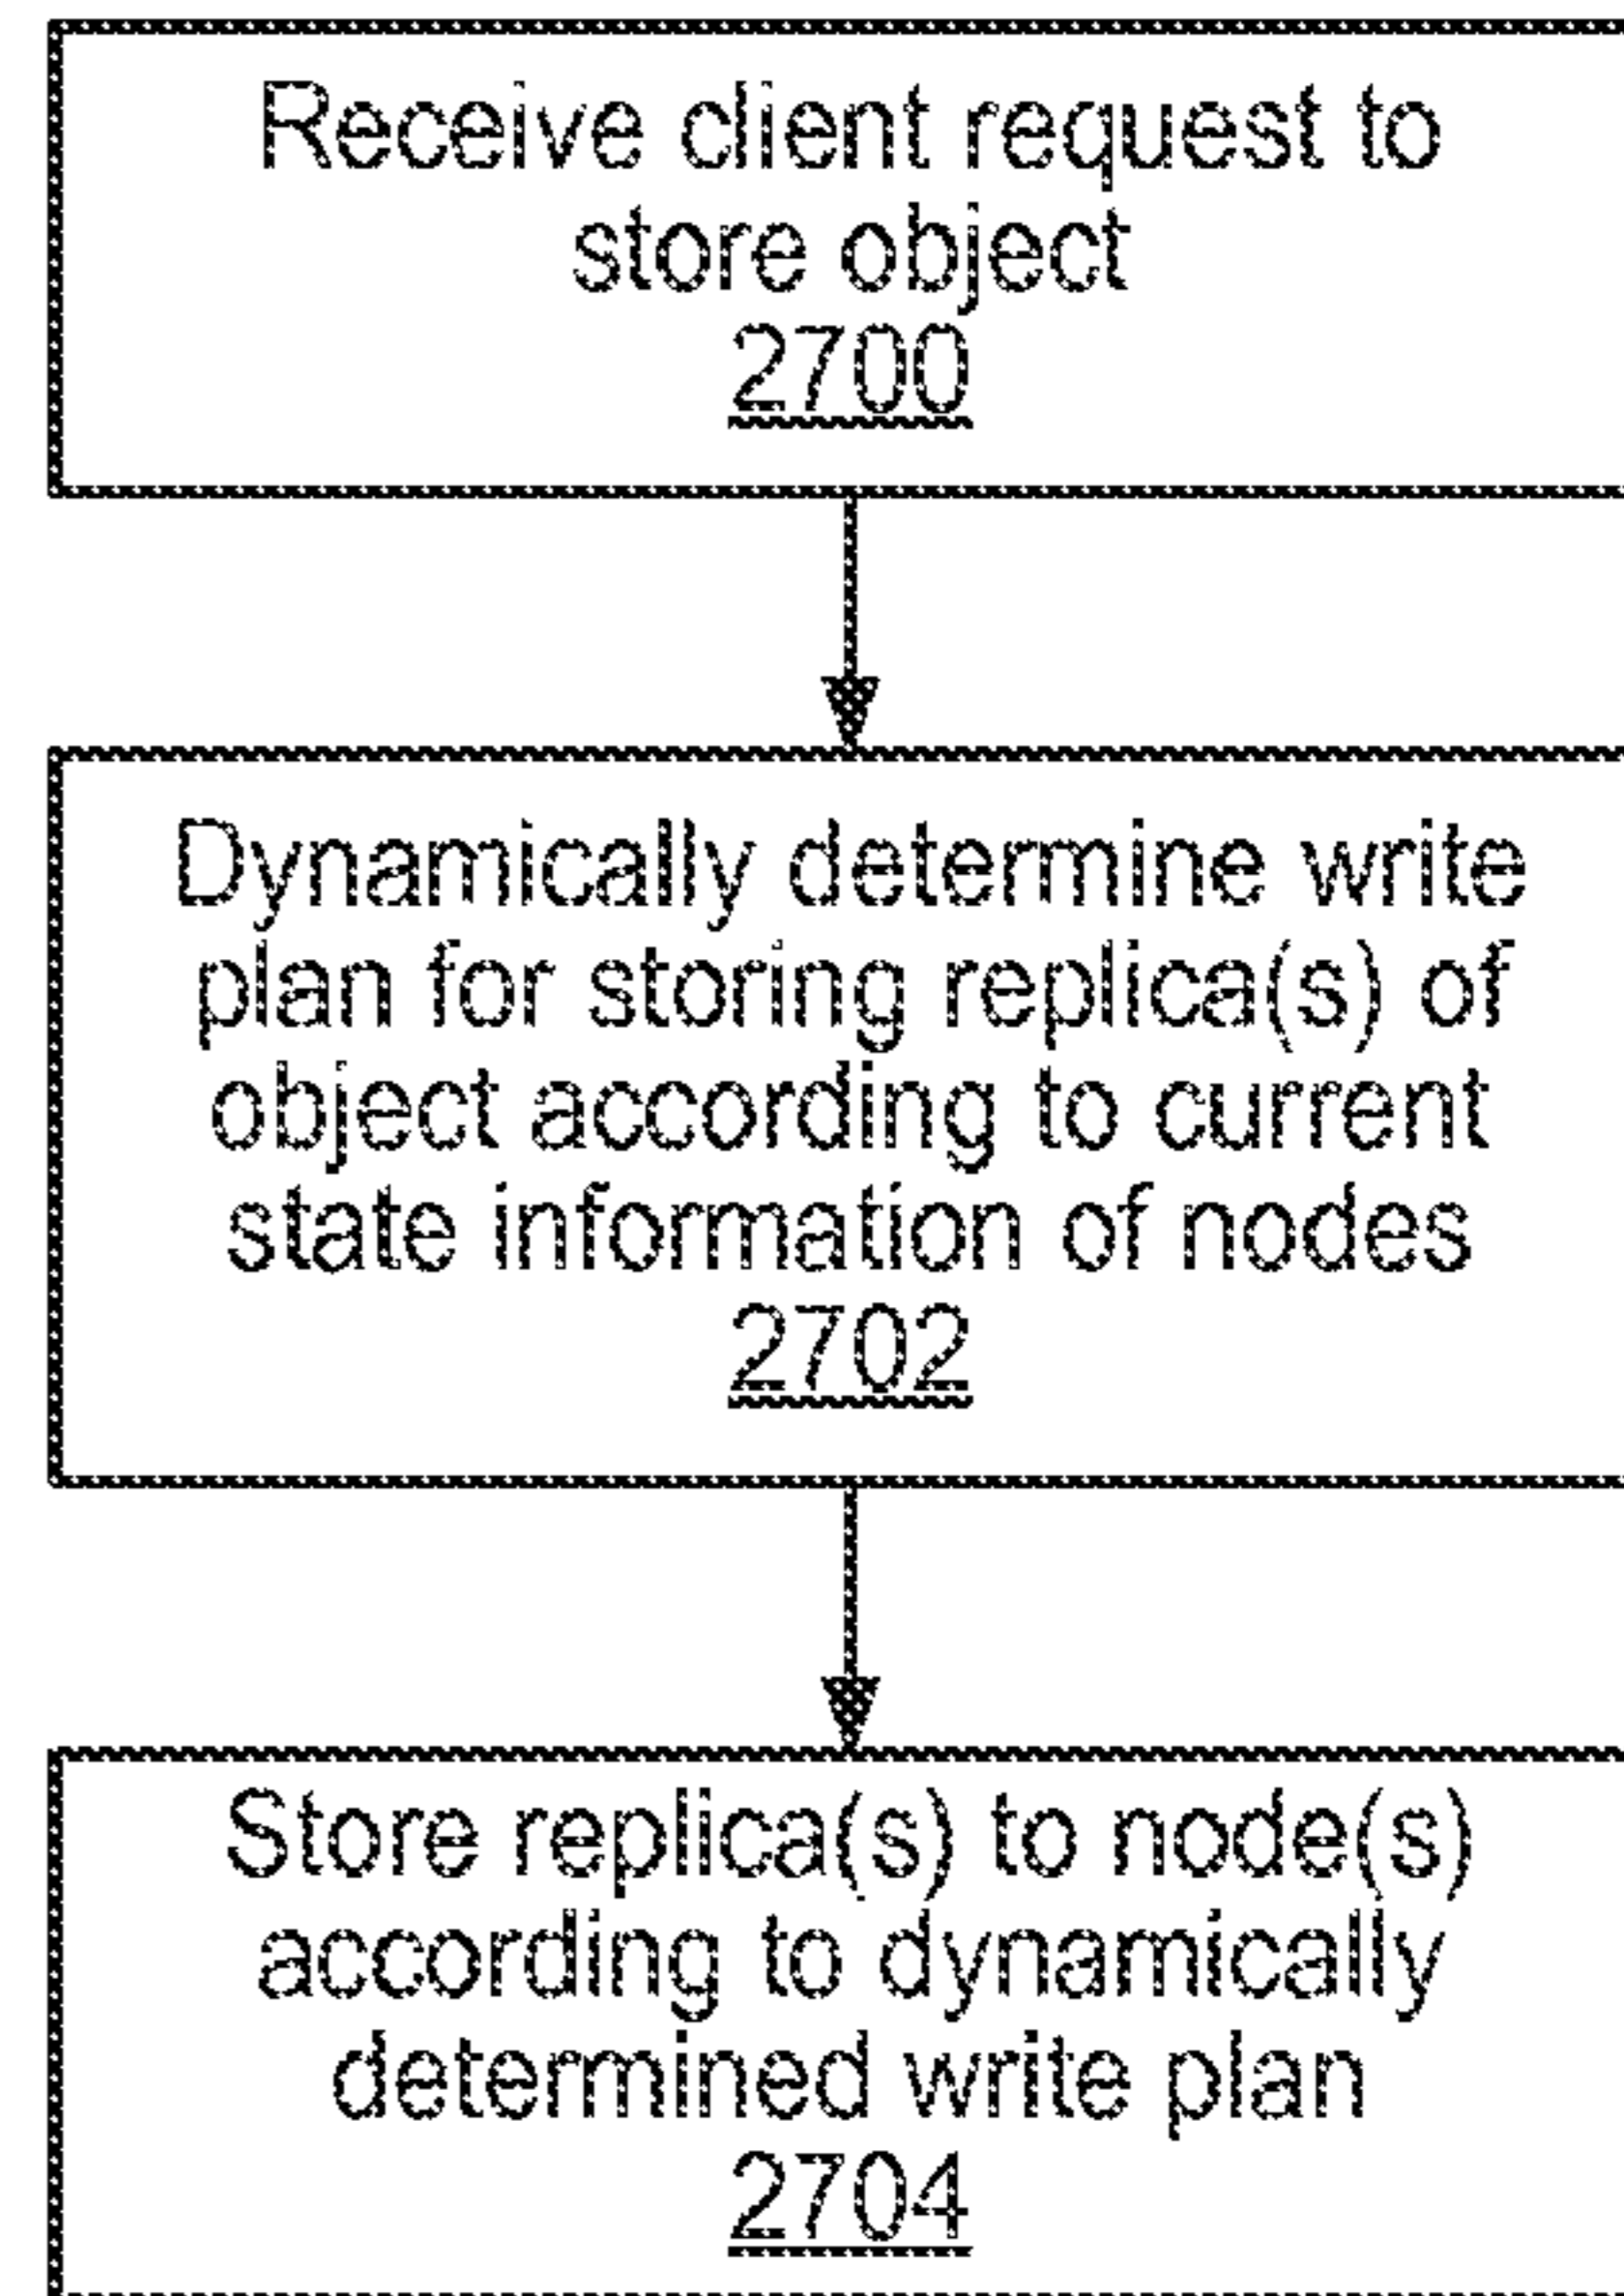 Receive client request to
store object
2700
Dynamically determine write
plan for storing replica(s) of
object according to current
state information of nodes
2702
Store replica(s) to node(s)
according to dynamically
determined write plan
2704